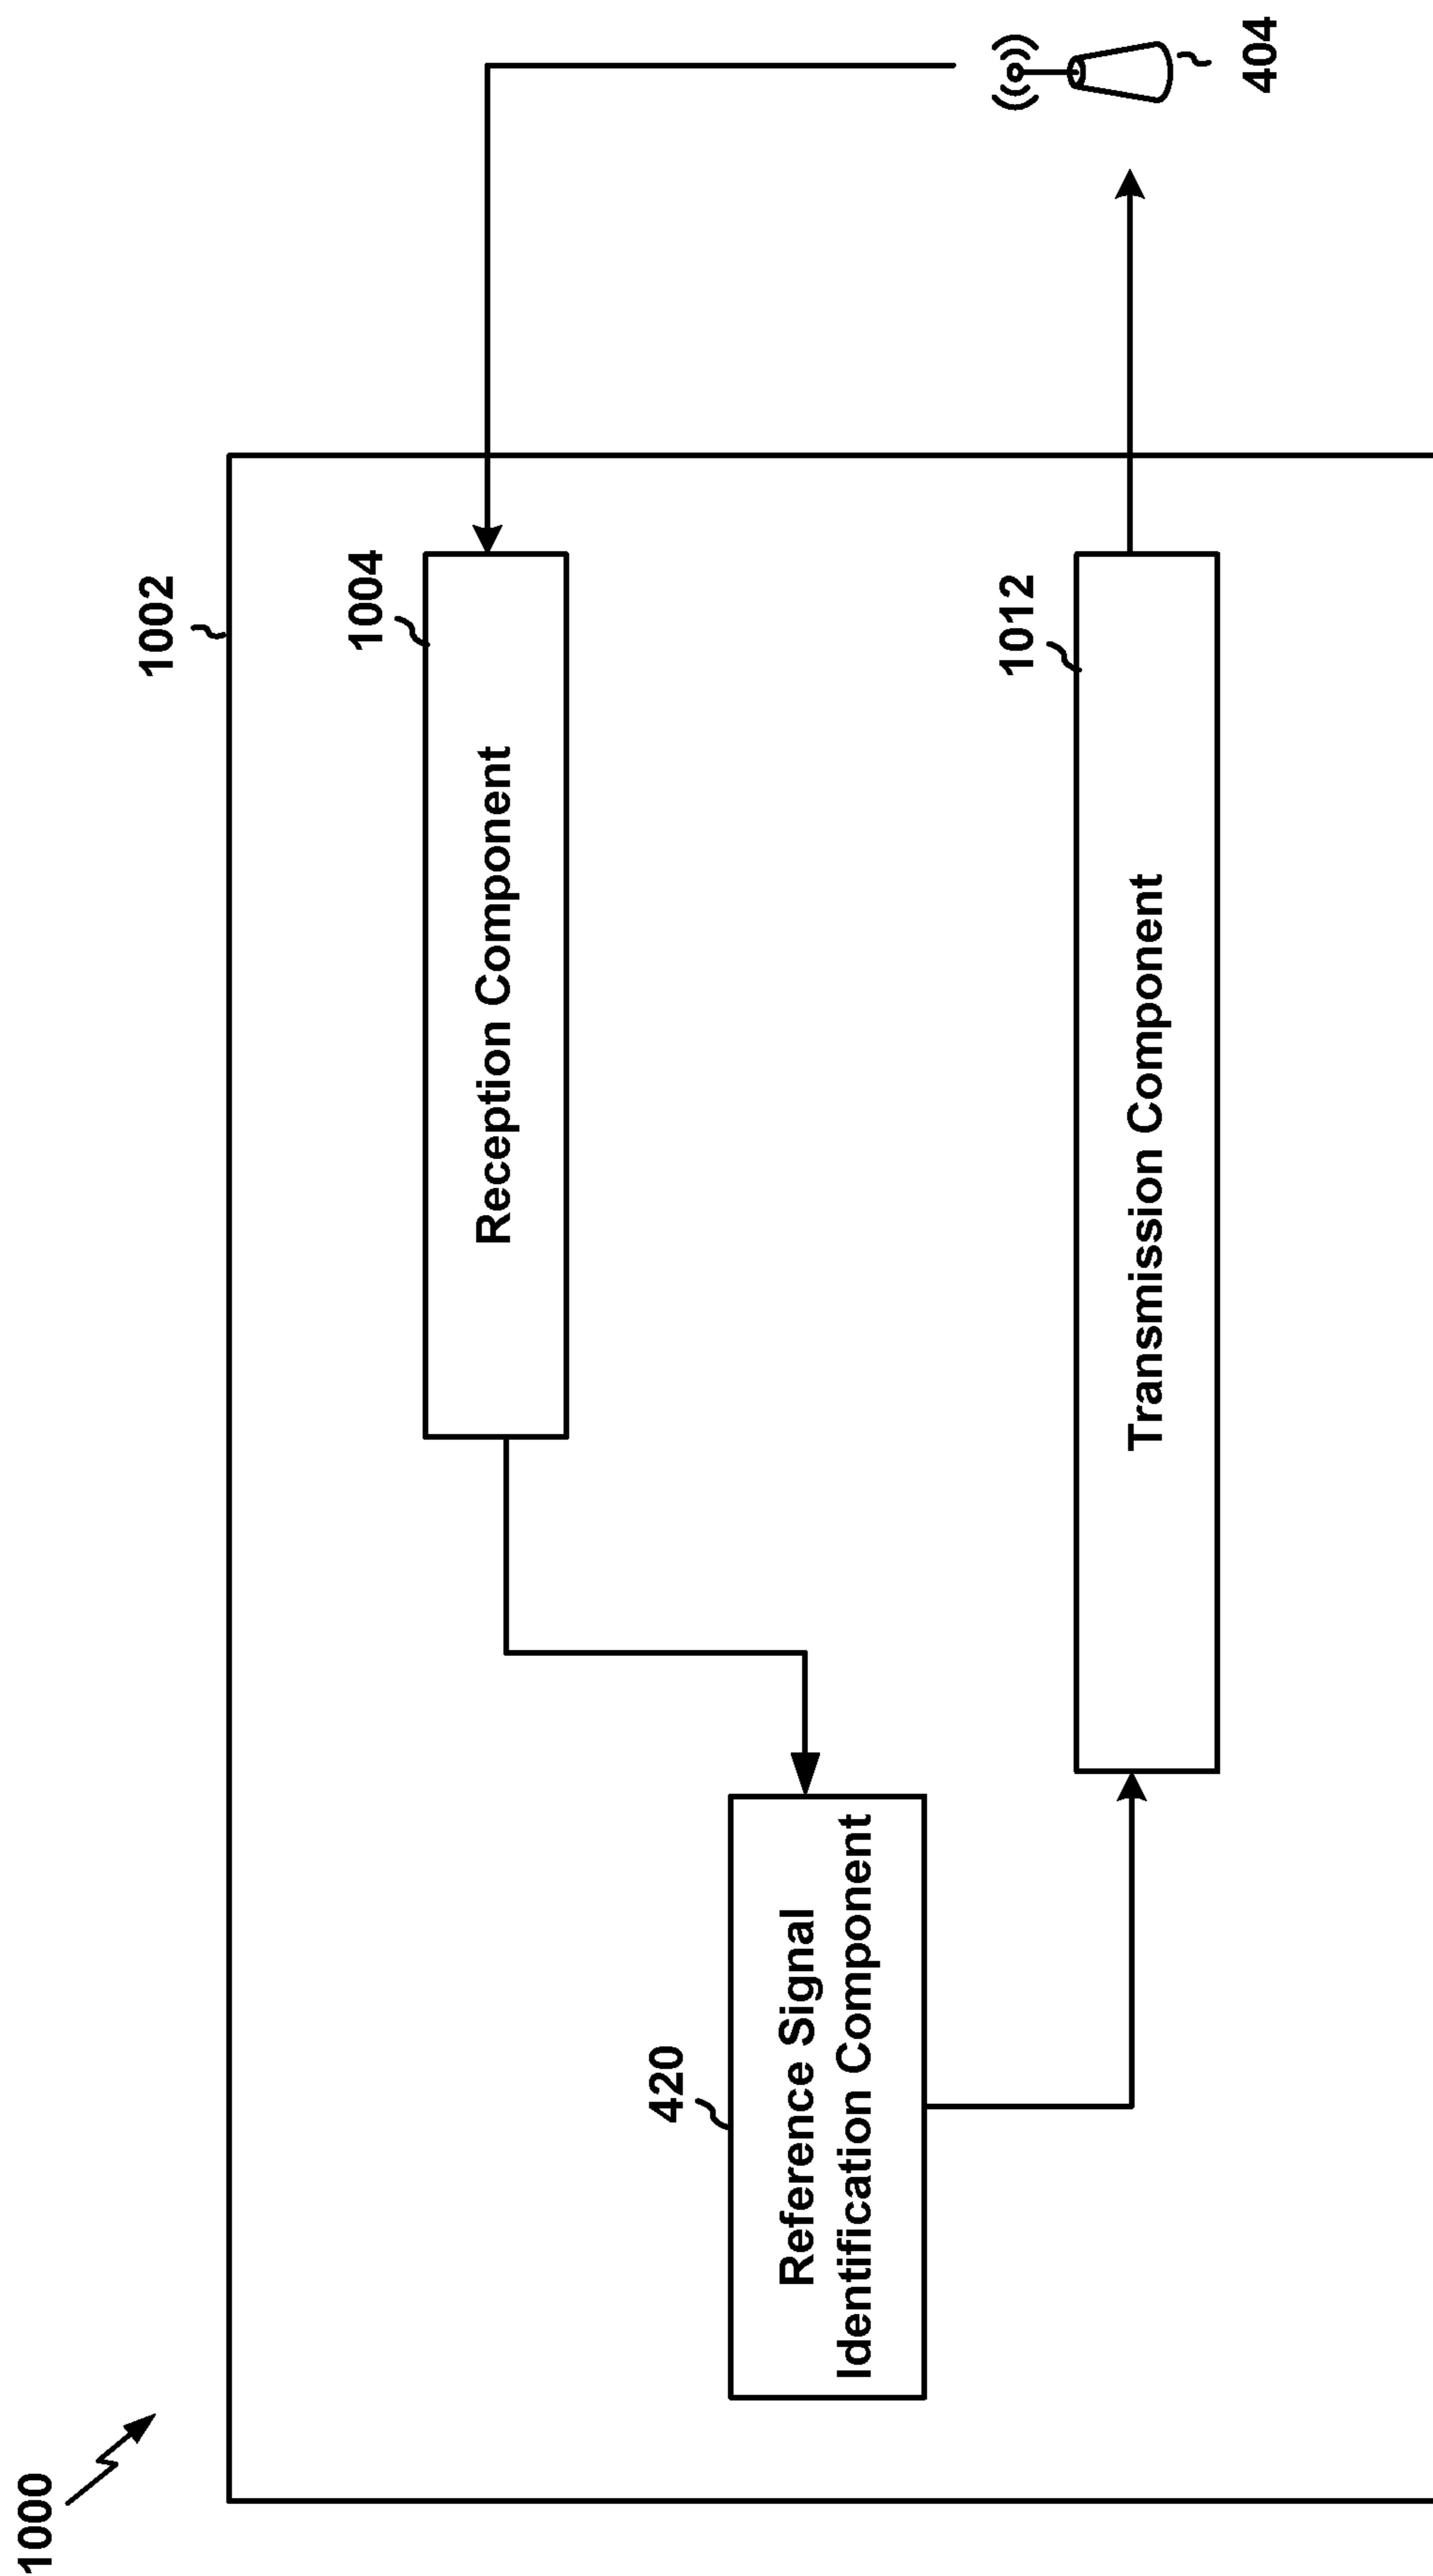 1000
1002
1004
Reception Component
420
Reference Signal
Identification Component
1012
Transmission Component
404